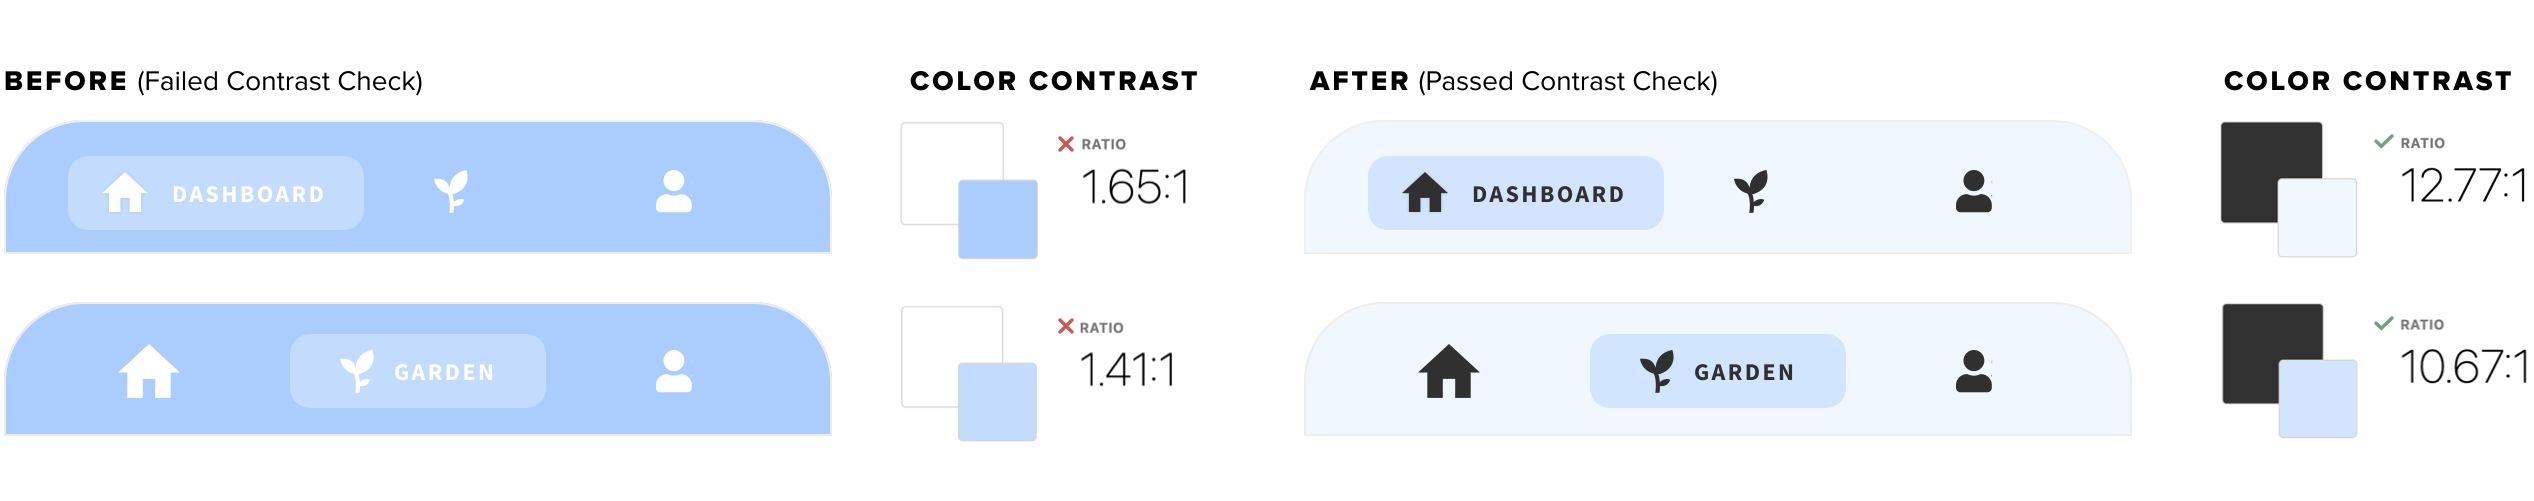 BEFORE (Failed Contrast Check)
DASHBOARD
GARDEN
COLOR CONTRAST
RATIO
1.65:1
RATIO
1.41:1
AFTER (Passed Contrast Check)
DASHBOARD
GARDEN
COLOR CONTRAST
RATIO
12.77:1
RATIO
10.67:1